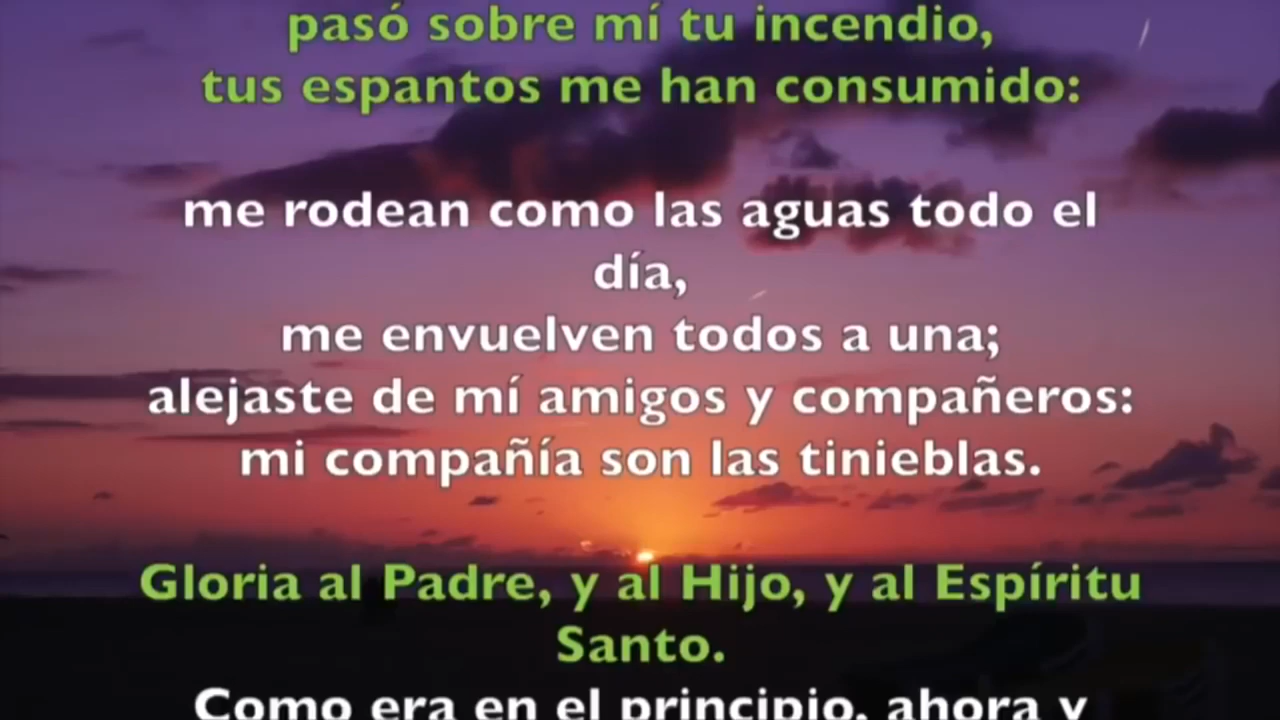 pasó sobre mí tu incendio,
tus espantos me han consumido:
me rodean como las aguas todo el
día,
me envuelven todos a una;
alejaste de mí amigos y compañeros:
mi compañía son las tinieblas.
Gloria al Padre, y al Hijo, y al Espíritu
Santo.
Como era en el principio, ahora y